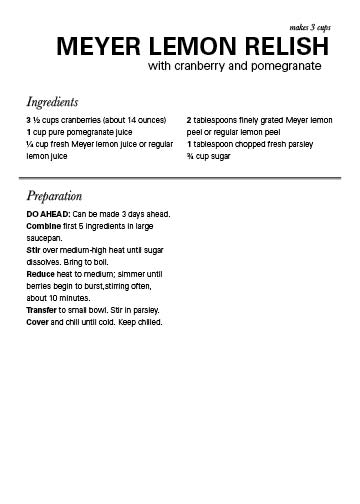 makes 3 cups
MEYER LEMON RELISH
with cranberry and pomegranate
Ingredients
3 ½ cups cranberries (about 14 ounces)
1 cup pure pomegranate juice
¼ cup fresh Meyer lemon juice or regular
lemon juice
2 tablespoons finely grated Meyer lemon
peel or regular lemon peel
1 tablespoon chopped fresh parsley
¾ cup sugar
Preparation
DO AHEAD: Can be made 3 days ahead.
Combine first 5 ingredients in large
saucepan.
Stir over medium-high heat until sugar
dissolves. Bring to boil.
Reduce heat to medium; simmer until
berries begin to burst,stirring often,
about 10 minutes.
Transfer to small bowl. Stir in parsley.
Cover and chill until cold. Keep chilled.